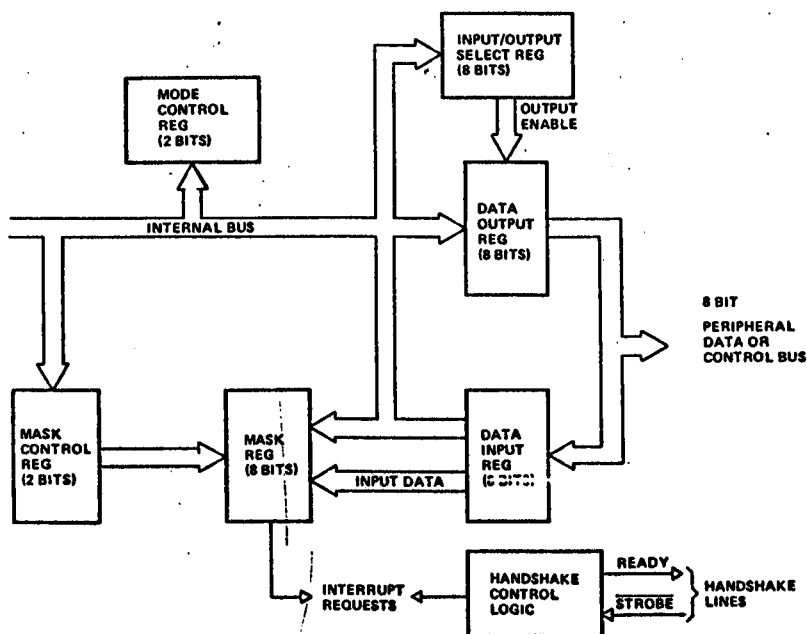 INPUT/OUTPUT
SELECT REG
(8 BITS)
MODE
CONTROL
REG
(2 BITS)
OUTPUT
ENABLE
INTERNAL BUS
DATA
OUTPUT
REG
(8 BITS)
8 BIT
PERIPHERAL
DATA OR
CONTROL BUS
MASK
CONTROL
REG
(2 BITS)
MASK
REG
(8 BITS)
INPUT DATA
DATA
INPUT
REG
(8 BITS)
INTERRUPT
REQUESTS
HANDSHAKE
CONTROL
LOGIC
READY
STROBE
HANDSHAKE
LINES